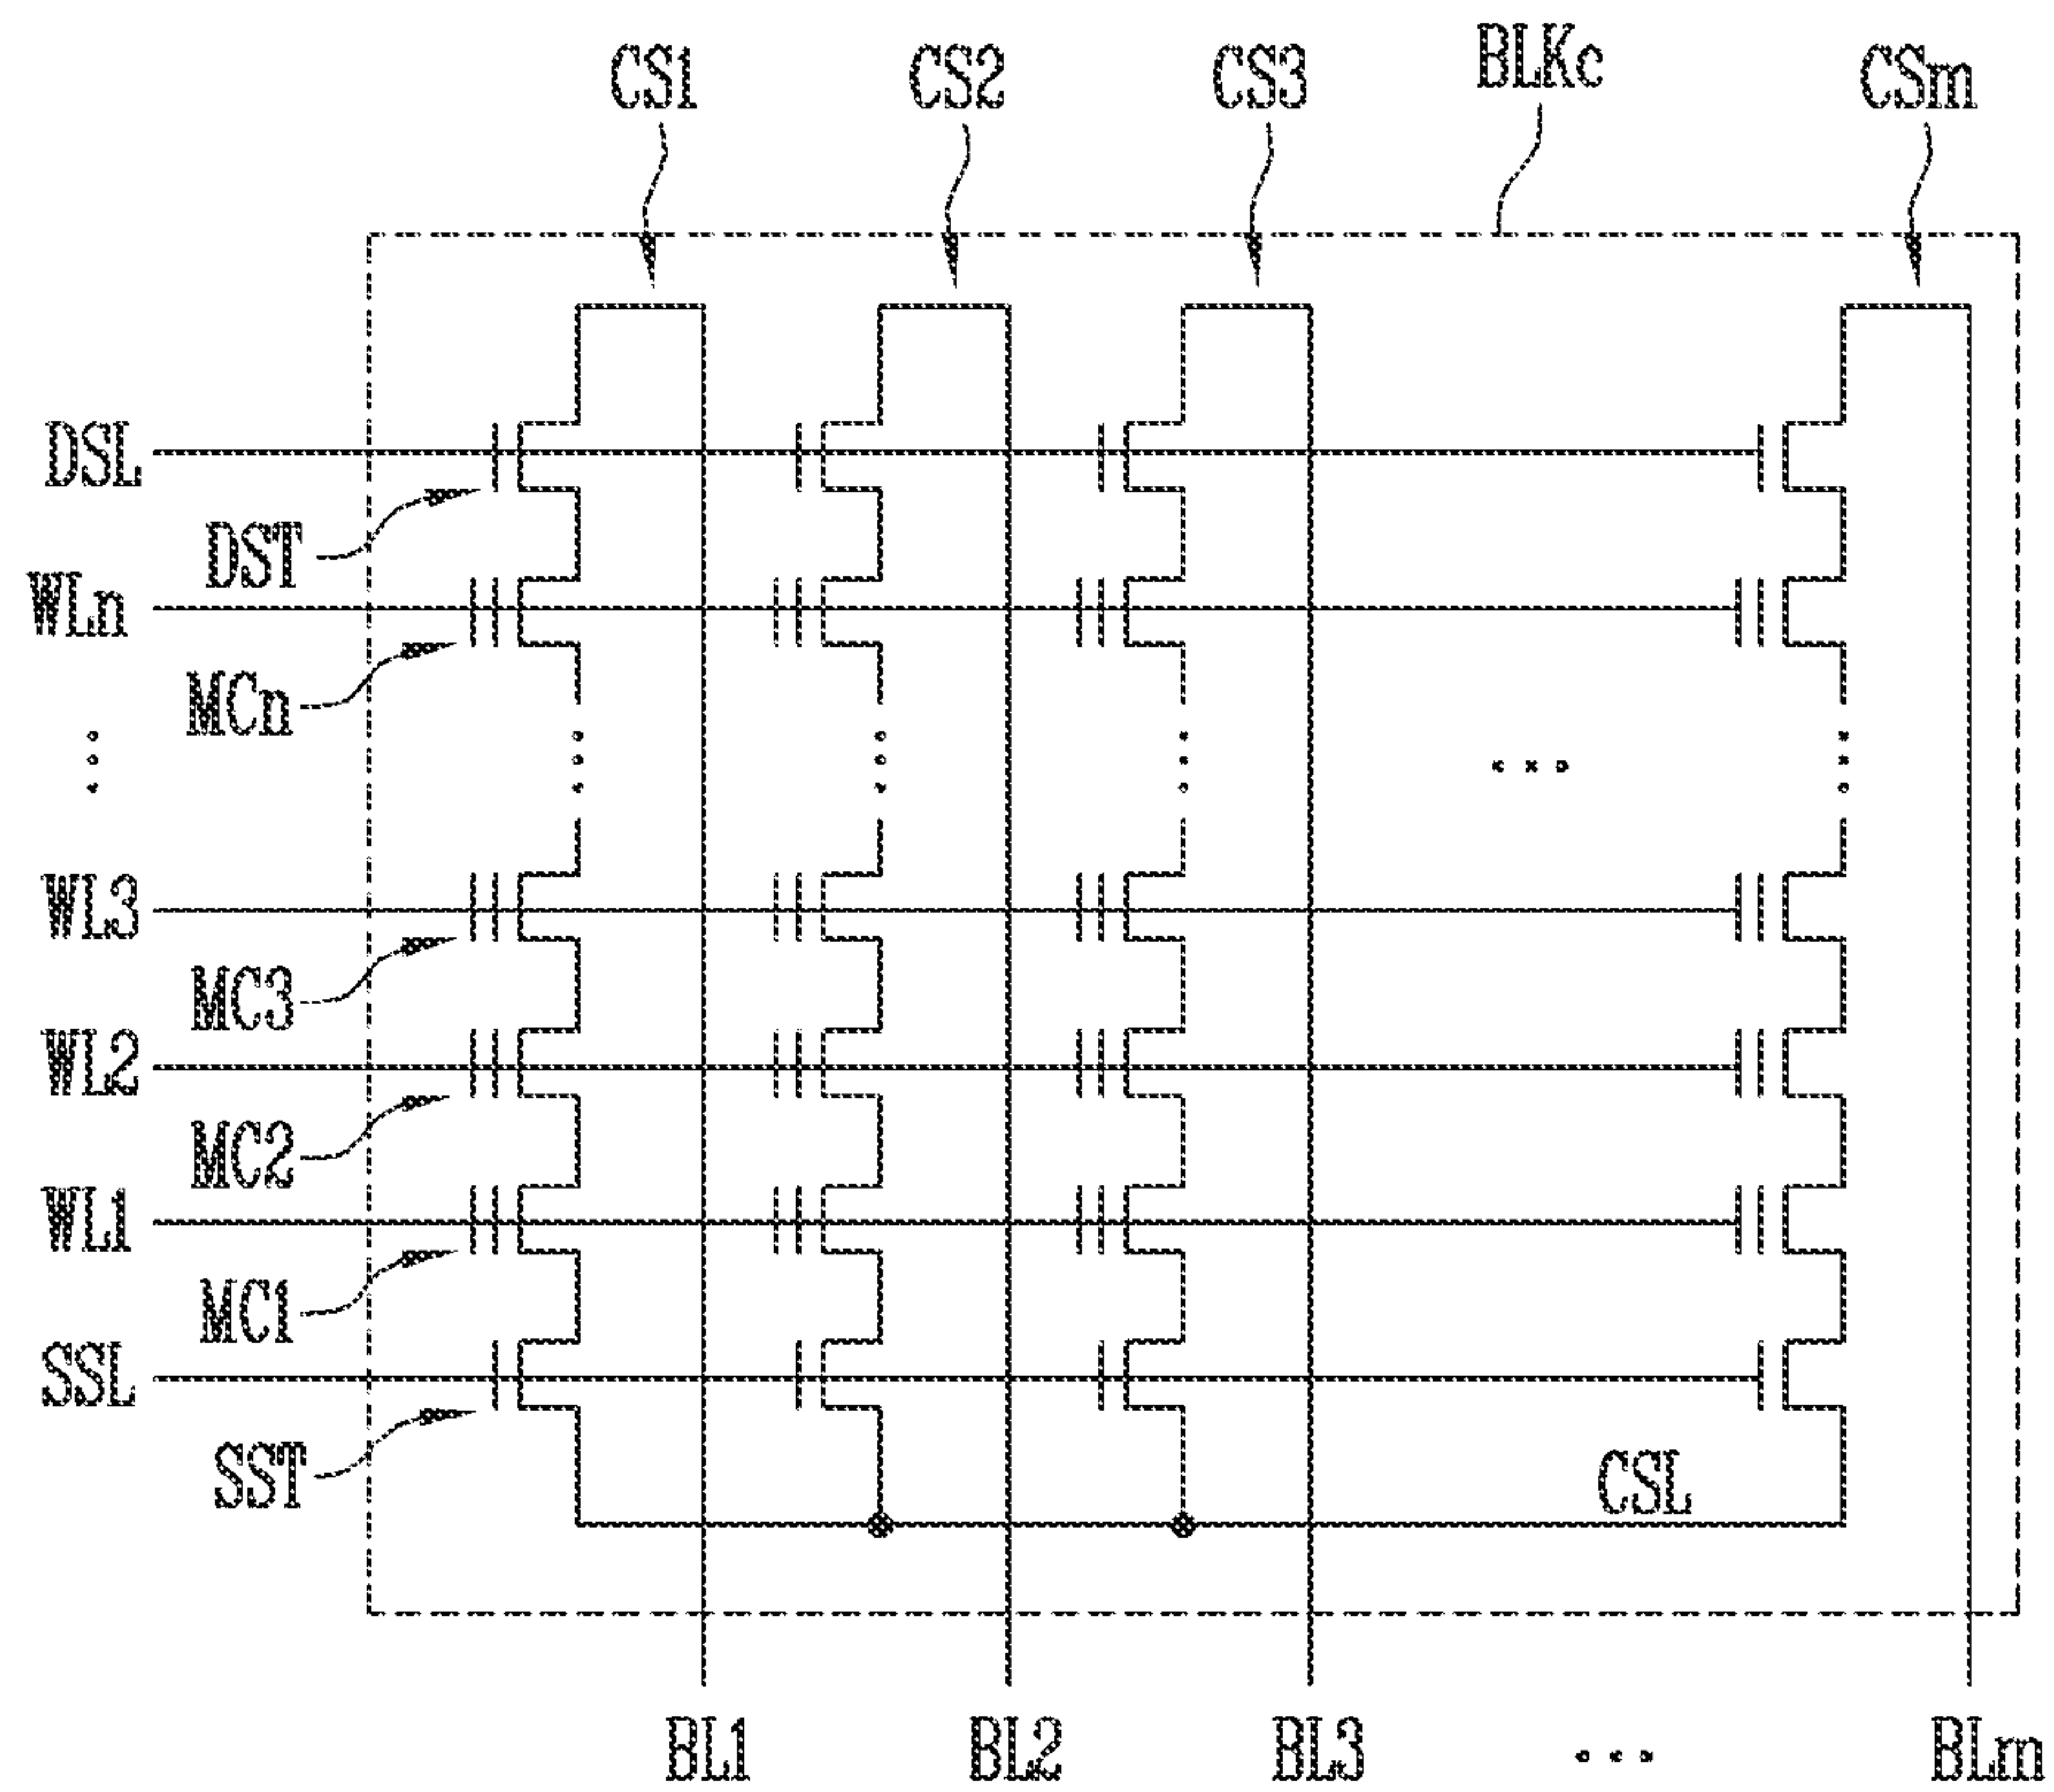 CS1 CS2 CS3 BLKc CSm
DSL
DST
WLn
MCn
WL3
MC3
WL2
MC2
WL1
MC1
SSL
SST
CSL
BL1 BL2 BL3 ... BLm